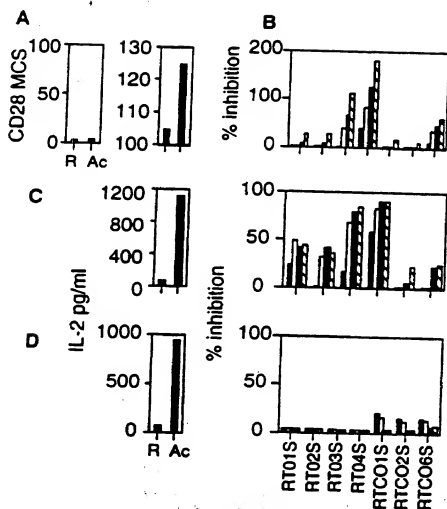 A
B
CD28 MCS
100
50
0
R Ac
130
120
110
100
% inhibition
200
100
0
C
1200
800
400
0
IL-2 pg/ml
% inhibition
100
50
0
D
1000
500
0
R Ac
100
50
0
RT01S
RT02S
RT03S
RT04S
RTCO1S
RTCO2S
RTCO6S